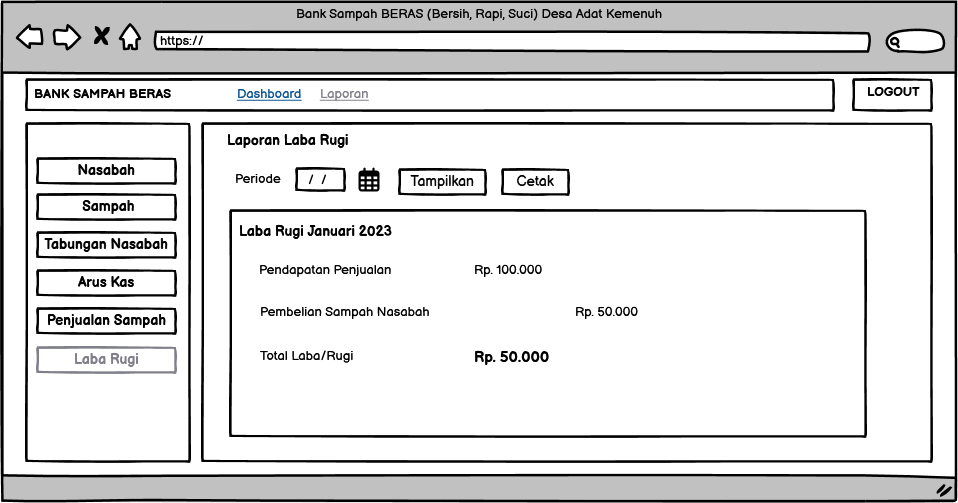 Bank Sampah BERAS (Bersih, Rapi, Suci) Desa Adat Kemenuh
https://
BANK SAMPAH BERAS Dashboard Laporan LOGOUT
Laporan Laba Rugi
Periode / / Tampilkan Cetak
Nasabah
Sampah
Tabungan Nasabah
Arus Kas
Penjualan Sampah
Laba Rugi
Laba Rugi Januari 2023
Pendapatan Penjualan Rp. 100.000
Pembelian Sampah Nasabah Rp. 50.000
Total Laba/Rugi Rp. 50.000